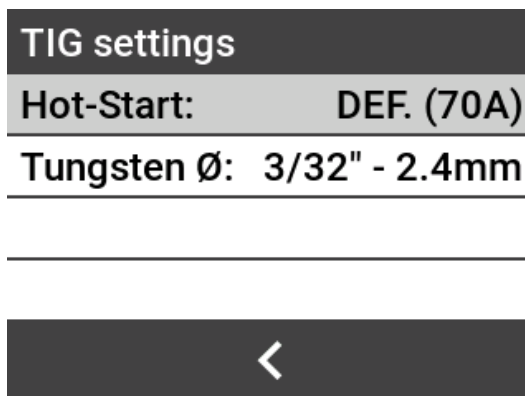 TIG settings
Hot-Start: DEF. (70A)
Tungsten Ø: 3/32" - 2.4mm